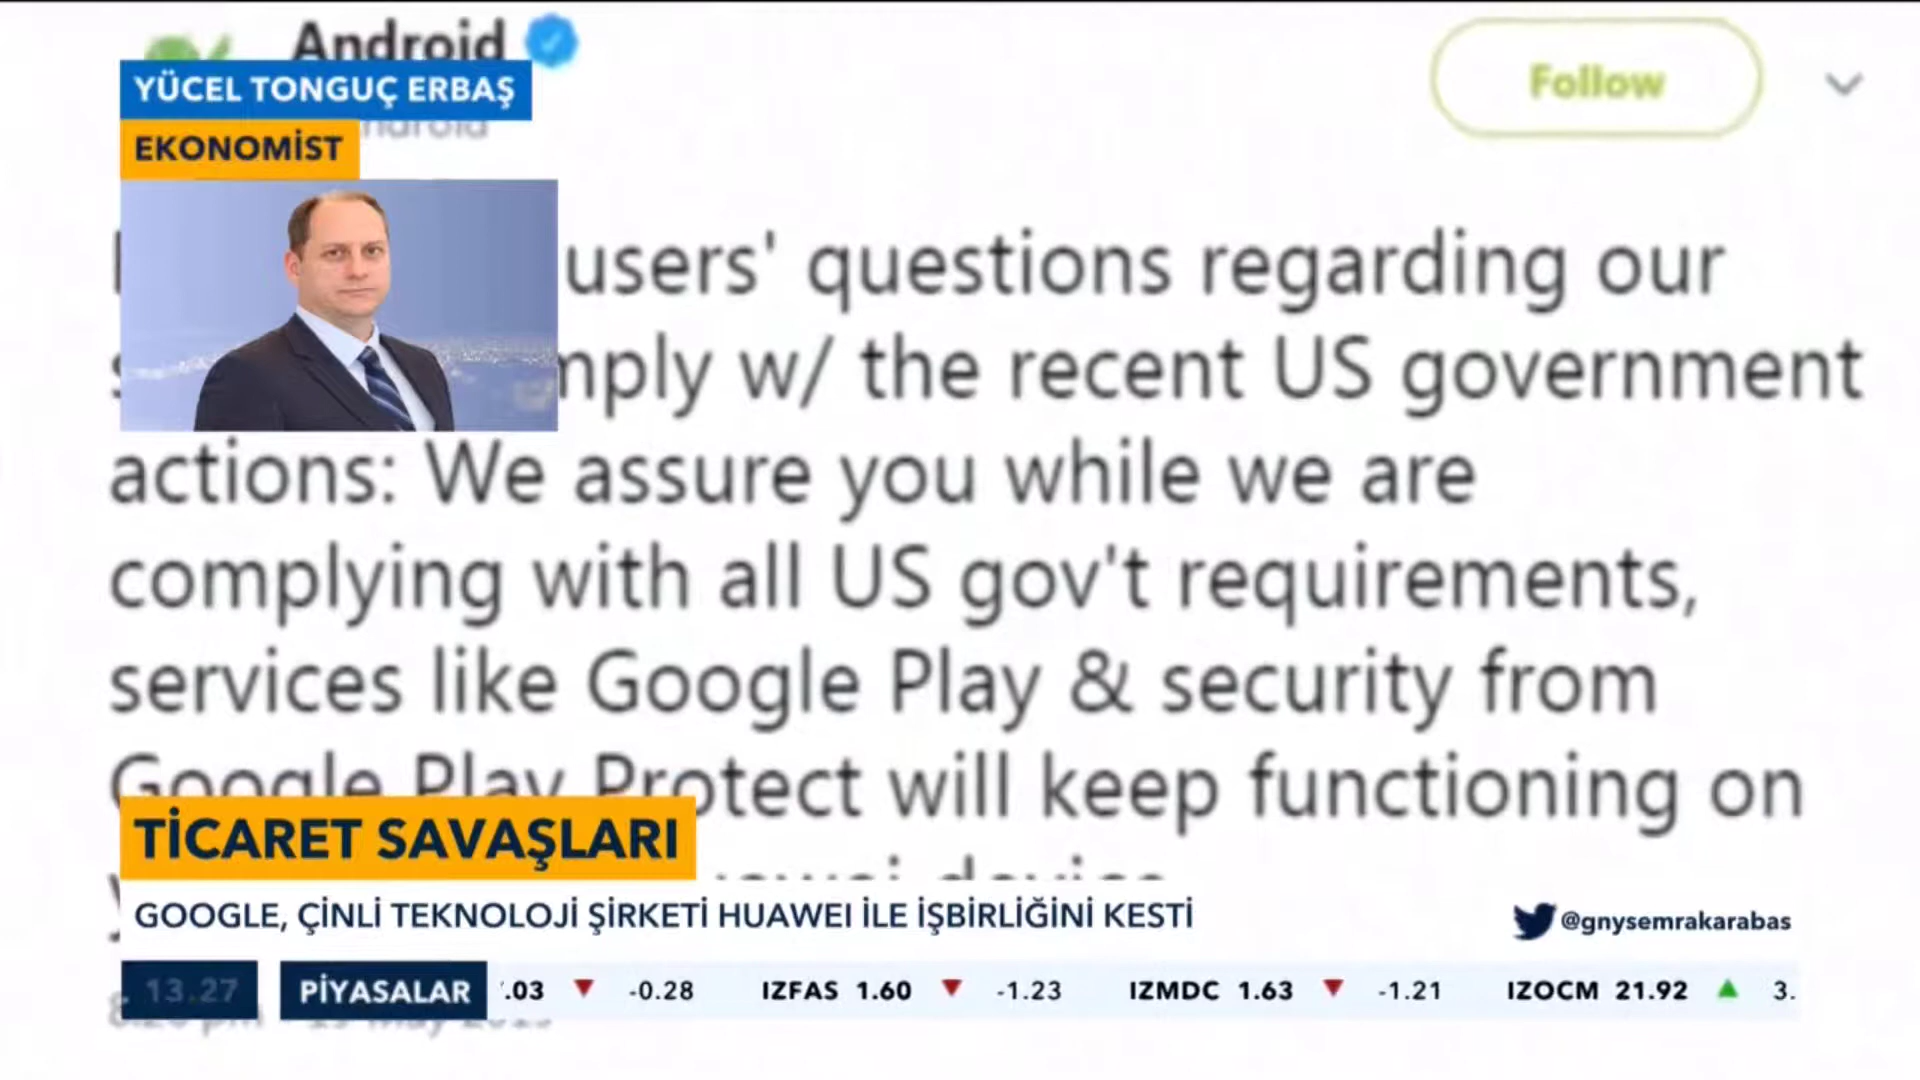 Android
YÜCEL TONGUÇ ERBAŞ
EKONOMİST
Follow
users' questions regarding our
mply w/ the recent US government
actions: We assure you while we are
complying with all US gov't requirements,
services like Google Play & security from
Google Play Protect will keep functioning on
device
TİCARET SAVAŞLARI
GOOGLE, ÇİNLİ TEKNOLOJİ ŞİRKETİ HUAWEI İLE İŞBİRLİĞİNİ KESTİ
@gnysemrakarabas
13.27
PİYASALAR .03 ▼ -0.28 IZFAS 1.60 ▼ -1.23 IZMDC 1.63 ▼ -1.21 IZOCM 21.92 ▲ 3.